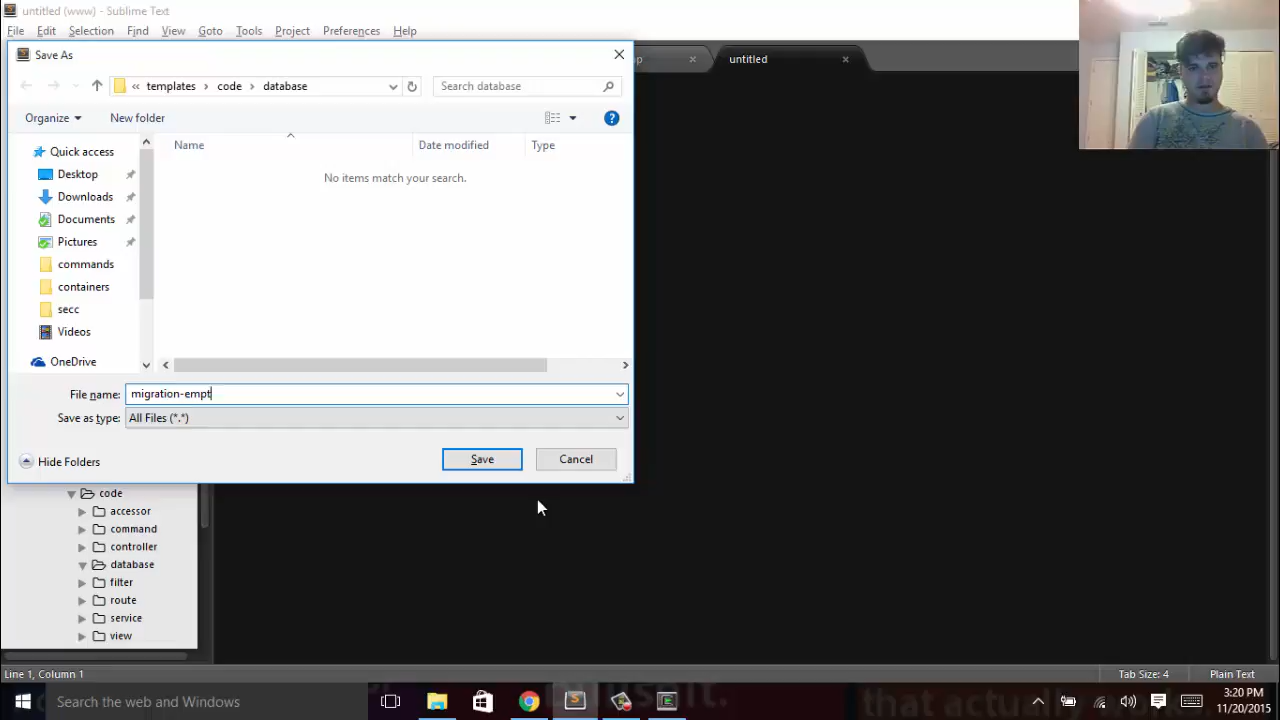 untitled (www) - Sublime Text
File Edit Selection Find View Goto Tools Project Preferences Help
Save As
untitled
« templates › code › database
Search database
Organize New folder
Name Date modified Type
Quick access
No items match your search.
Desktop
Downloads
Documents
Pictures
commands
containers
secc
Videos
OneDrive
File name: migration-empt
Save as type: All Files (*.*)
Hide Folders Save Cancel
code
accessor
command
controller
database
filter
route
service
view
Line 1, Column 1 Tab Size: 4 Plain Text
Search the web and Windows
3:20 PM
11/20/2015